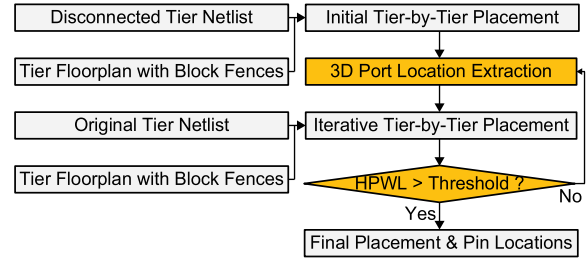 Disconnected Tier Netlist
Initial Tier-by-Tier Placement
Tier Floorplan with Block Fences
3D Port Location Extraction
Original Tier Netlist
Iterative Tier-by-Tier Placement
Tier Floorplan with Block Fences
HPWL > Threshold ?
No
Yes
Final Placement & Pin Locations